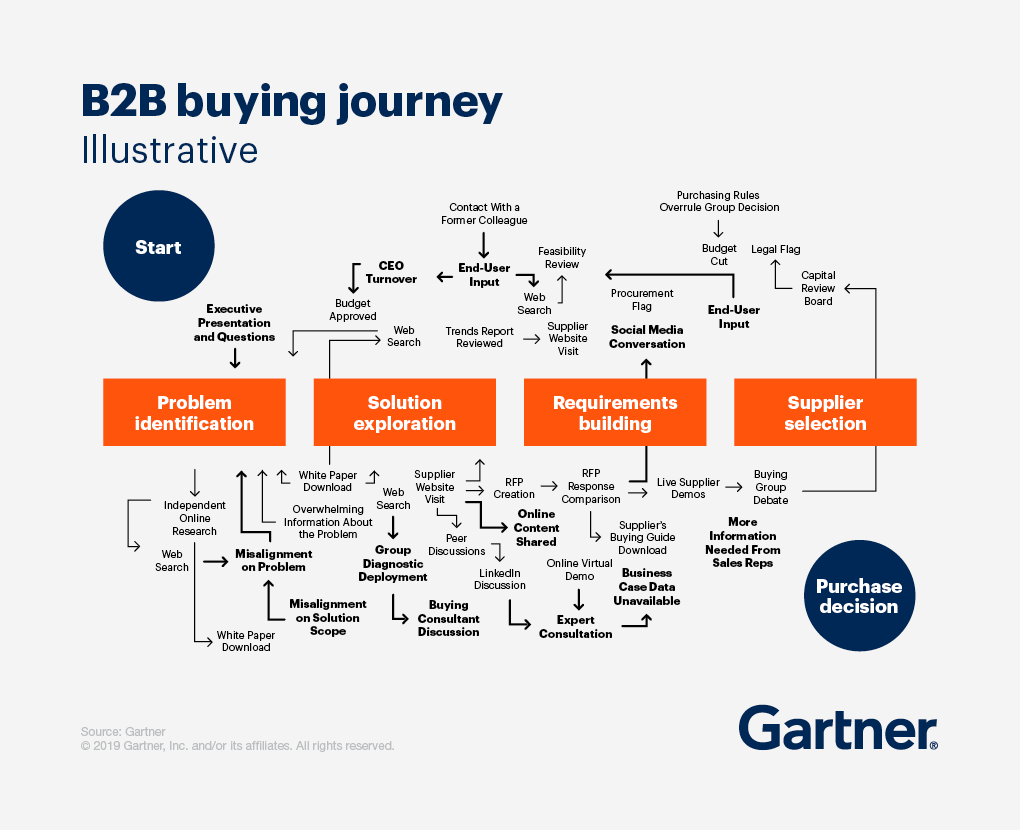 B2B buying journey
Illustrative
Start
Contact With a
Former Colleague
Purchasing Rules
Overrule Group Decision
CEO
Turnover
End-User
Input
Feasibility
Review
Budget
Cut
Legal Flag
Capital
Review
Board
Budget
Approved
Web
Search
Procurement
Flag
End-User
Input
Executive
Presentation
and Questions
Web
Search
Trends Report
Reviewed
Supplier
Website
Visit
Social Media
Conversation
Problem
identification
Solution
exploration
Requirements
building
Supplier
selection
Independent
Online
Research
White Paper
Download
Web
Search
Supplier
Website
Visit
RFP
Creation
RFP
Response
Comparison
Live Supplier
Demos
Buying
Group
Debate
Overwhelming
Information About
the Problem
Online
Content
Shared
Supplier's
Buying Guide
Download
More
Information
Needed From
Sales Reps
Web
Search
Misalignment
on Problem
Group
Diagnostic
Deployment
Peer
Discussions
LinkedIn
Discussion
Online Virtual
Demo
Business
Case Data
Unavailable
Misalignment
on Solution
Scope
Buying
Consultant
Discussion
Expert
Consultation
White Paper
Download
Purchase
decision
Source: Gartner
© 2019 Gartner, Inc. and/or its affiliates. All rights reserved.
Gartner®